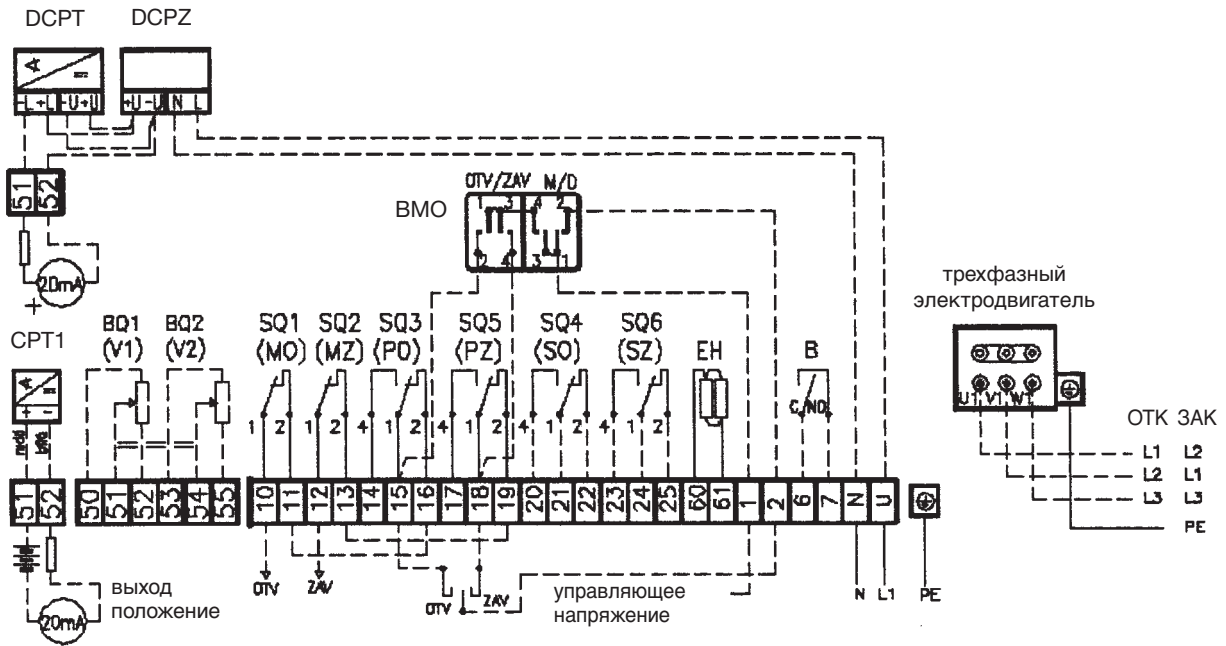 DCPT DCPZ
A
-L +L -U +U +U -U N L
51 52
20mA
+
CPT1
A
+ -
BQ1 (V1)
BQ2 (V2)
OTV/ZAV M/D
1 3 4 2
ВМО
2 4 3 1
SQ1 (MO)
SQ2 (MZ)
SQ3 (PO)
SQ5 (PZ)
SQ4 (SO)
SQ6 (SZ)
EH
B
1 2 1 2 4 1 2 4 1 2 4 1 2 4 1 2 C NO
трехфазный
электродвигатель
U1 V1 W1
ОТК ЗАК
L1 L2
L2 L1
L3 L3
PE
51 52
50 51 52 53 54 55
10 11 12 13 14 15 16 17 18 19 20 21 22 23 24 25 60 61 1 2 6 7 N U
OTV ZAV
OTV ZAV
управляющее
напряжение
N L1 PE
выход
положение
20mA